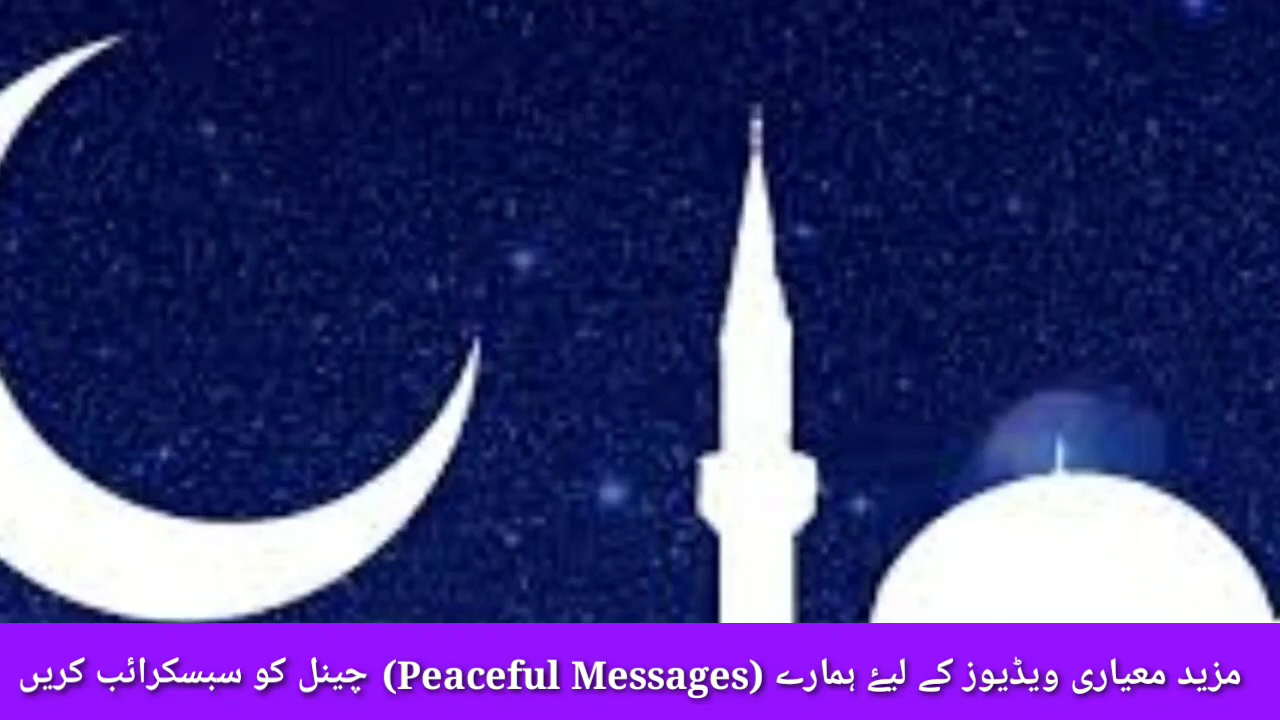 مزید معیاری ویڈیوز کے لیۓ ہمارے (Peaceful Messages) چینل کو سبسکرائب کریں